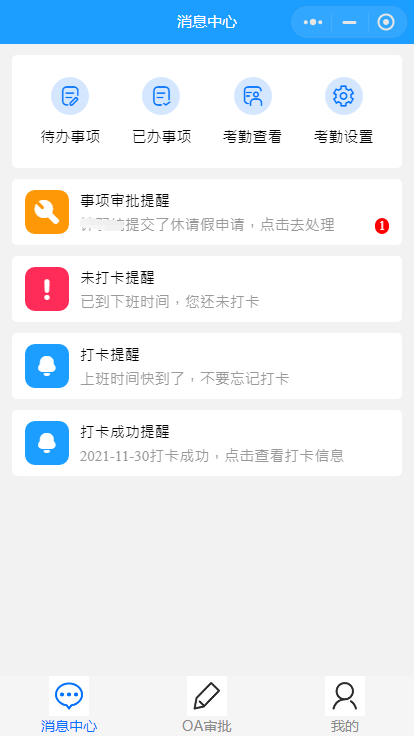 消息中心
待办事项 已办事项 考勤查看 考勤设置
事项审批提醒
提交了休请假申请，点击去处理
1
未打卡提醒
已到下班时间，您还未打卡
打卡提醒
上班时间快到了，不要忘记打卡
打卡成功提醒
2021-11-30打卡成功，点击查看打卡信息
消息中心 OA审批 我的